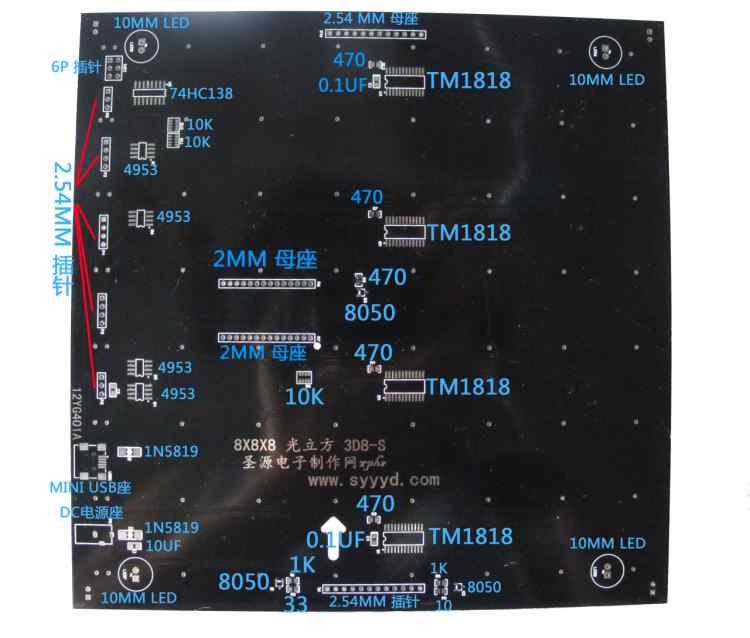 10MM LED
2.54 MM 母座
10MM LED
6P 插针
470
0.1UF
TM1818
74HC138
10K
10K
4953
2.54MM 插针
4953
470
TM1818
2MM 母座
470
8050
2MM 母座
470
4953
4953
10K
TM1818
12YG401A
8X8X8 光立方 3D8-S
圣源电子制作网
www.syyyd.com
1N5819
MINI USB座
DC电源座
470
1N5819
10UF
0.1UF
TM1818
10MM LED
10MM LED
8050
1K
33
2.54MM 插针
1K
10
8050